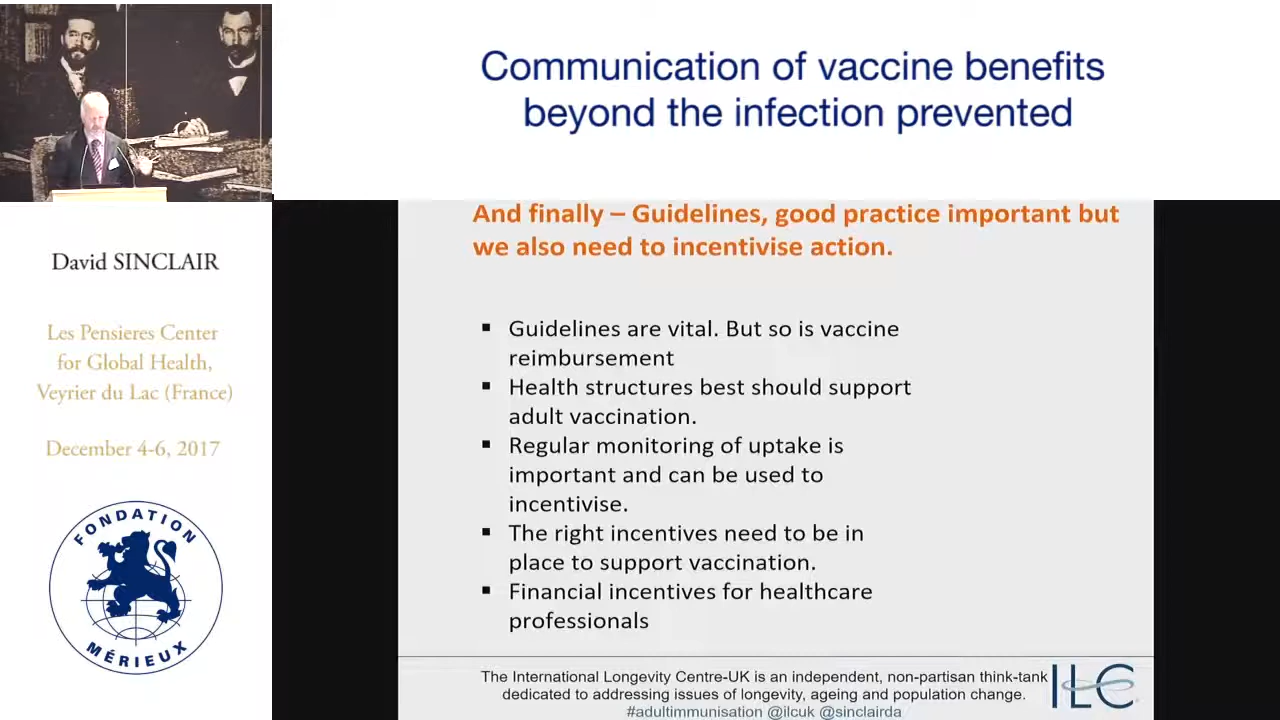 Communication of vaccine benefits
beyond the infection prevented
David SINCLAIR
Les Pensieres Center
for Global Health,
Veyrier du Lac (France)
December 4-6, 2017
FONDATION
MÉRIEUX
And finally – Guidelines, good practice important but
we also need to incentivise action.
▪ Guidelines are vital. But so is vaccine
reimbursement
▪ Health structures best should support
adult vaccination.
▪ Regular monitoring of uptake is
important and can be used to
incentivise.
▪ The right incentives need to be in
place to support vaccination.
▪ Financial incentives for healthcare
professionals
The International Longevity Centre-UK is an independent, non-partisan think-tank
dedicated to addressing issues of longevity, ageing and population change.
#adultimmunisation @ilcuk @sinclairda
ILC